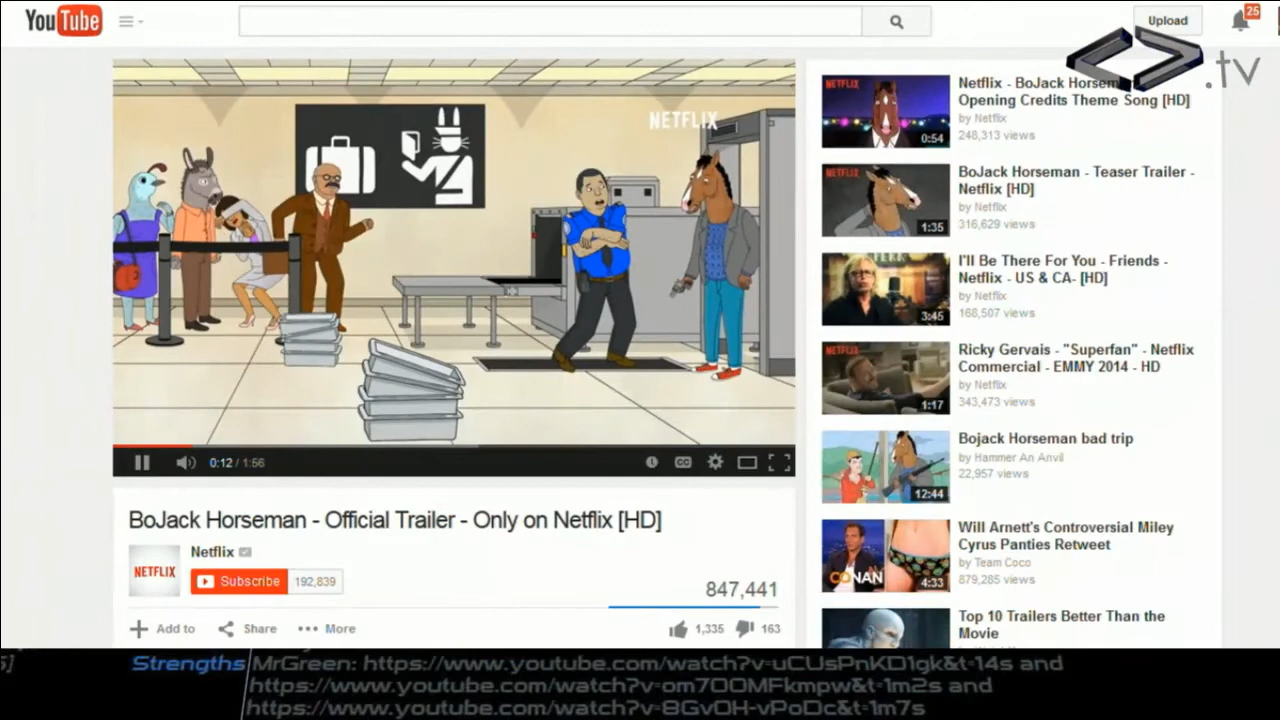 YouTube
Upload
25
.tv
NETFLIX
0:12 / 1:56
CC
BoJack Horseman - Official Trailer - Only on Netflix [HD]
NETFLIX
Netflix
Subscribe 192,839
847,441
Add to Share More 1,335 163
NETFLIX
0:54
Netflix - BoJack Horsem
Opening Credits Theme Song [HD]
by Netflix
248,313 views
NETFLIX
1:35
BoJack Horseman - Teaser Trailer -
Netflix [HD]
by Netflix
316,629 views
3:45
I'll Be There For You - Friends -
Netflix - US & CA- [HD]
by Netflix
168,507 views
NETFLIX
1:17
Ricky Gervais - "Superfan" - Netflix
Commercial - EMMY 2014 - HD
by Netflix
343,473 views
12:44
Bojack Horseman bad trip
by Hammer An Anvil
22,957 views
CONAN
4:33
Will Arnett's Controversial Miley
Cyrus Panties Retweet
by Team Coco
879,285 views
Top 10 Trailers Better Than the
Movie
5]
Strengths MrGreen: https://www.youtube.com/watch?v=uCUsPnKD1gk&t=14s and
https://www.youtube.com/watch?v=om7OOMFkmpw&t=1m2s and
https://www.youtube.com/watch?v=8GvOH-vPoDc&t=1m7s